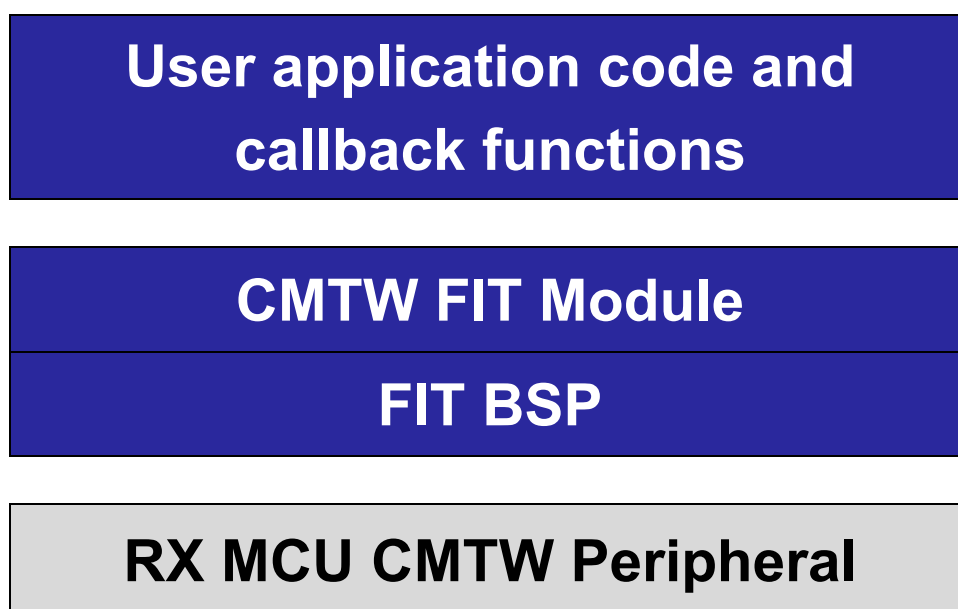 User application code and
callback functions
CMTW FIT Module
FIT BSP
RX MCU CMTW Peripheral